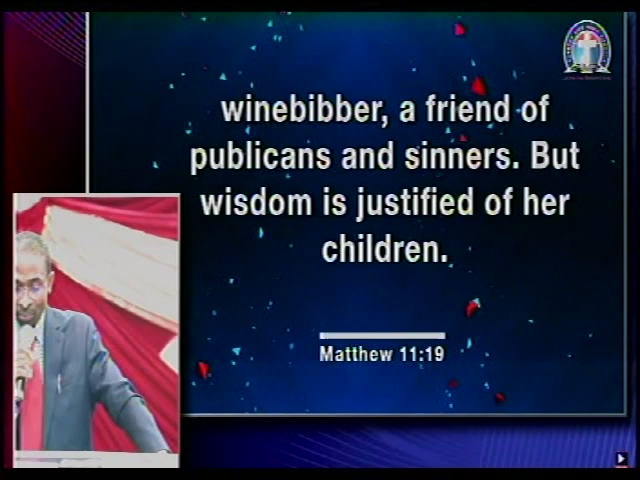 winebibber, a friend of
publicans and sinners. But
wisdom is justified of her
children.
Matthew 11:19